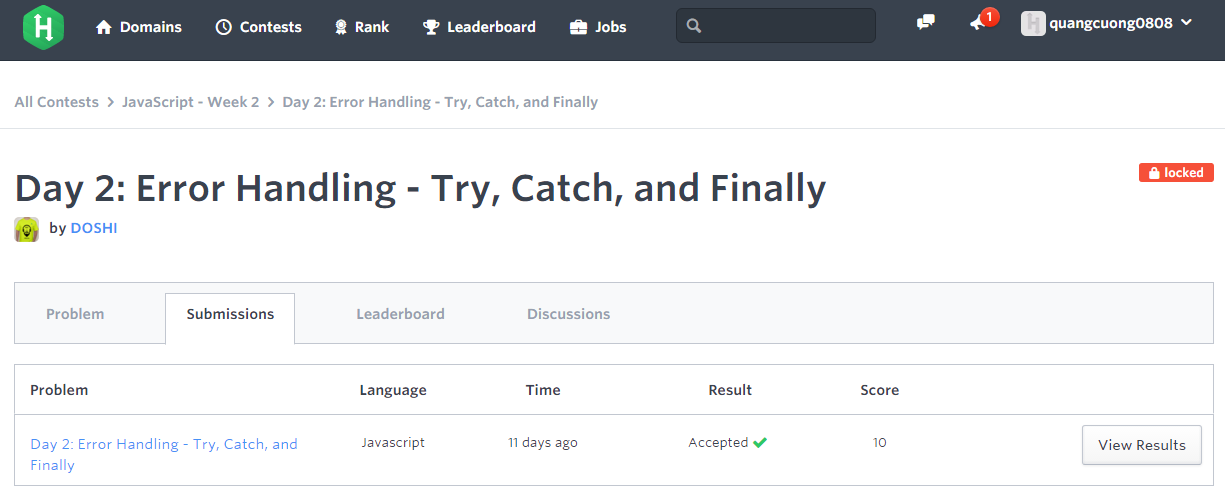 H Domains Contests Rank Leaderboard Jobs 1 quangcuong0808
All Contests > JavaScript - Week 2 > Day 2: Error Handling - Try, Catch, and Finally
Day 2: Error Handling - Try, Catch, and Finally
locked
by DOSHI
Problem Submissions Leaderboard Discussions
Problem Language Time Result Score
Day 2: Error Handling - Try, Catch, and Javascript 11 days ago Accepted ✔ 10 View Results
Finally